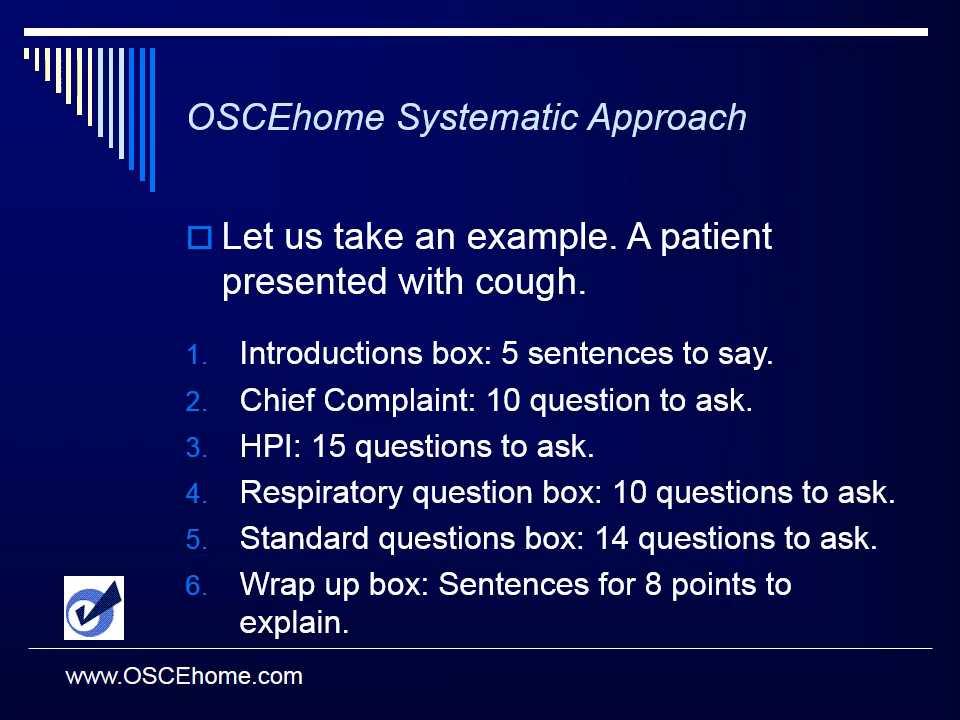 OSCEhome Systematic Approach
Let us take an example. A patient
presented with cough.
1. Introductions box: 5 sentences to say.
2. Chief Complaint: 10 question to ask.
3. HPI: 15 questions to ask.
4. Respiratory question box: 10 questions to ask.
5. Standard questions box: 14 questions to ask.
6. Wrap up box: Sentences for 8 points to
explain.
www.OSCEhome.com